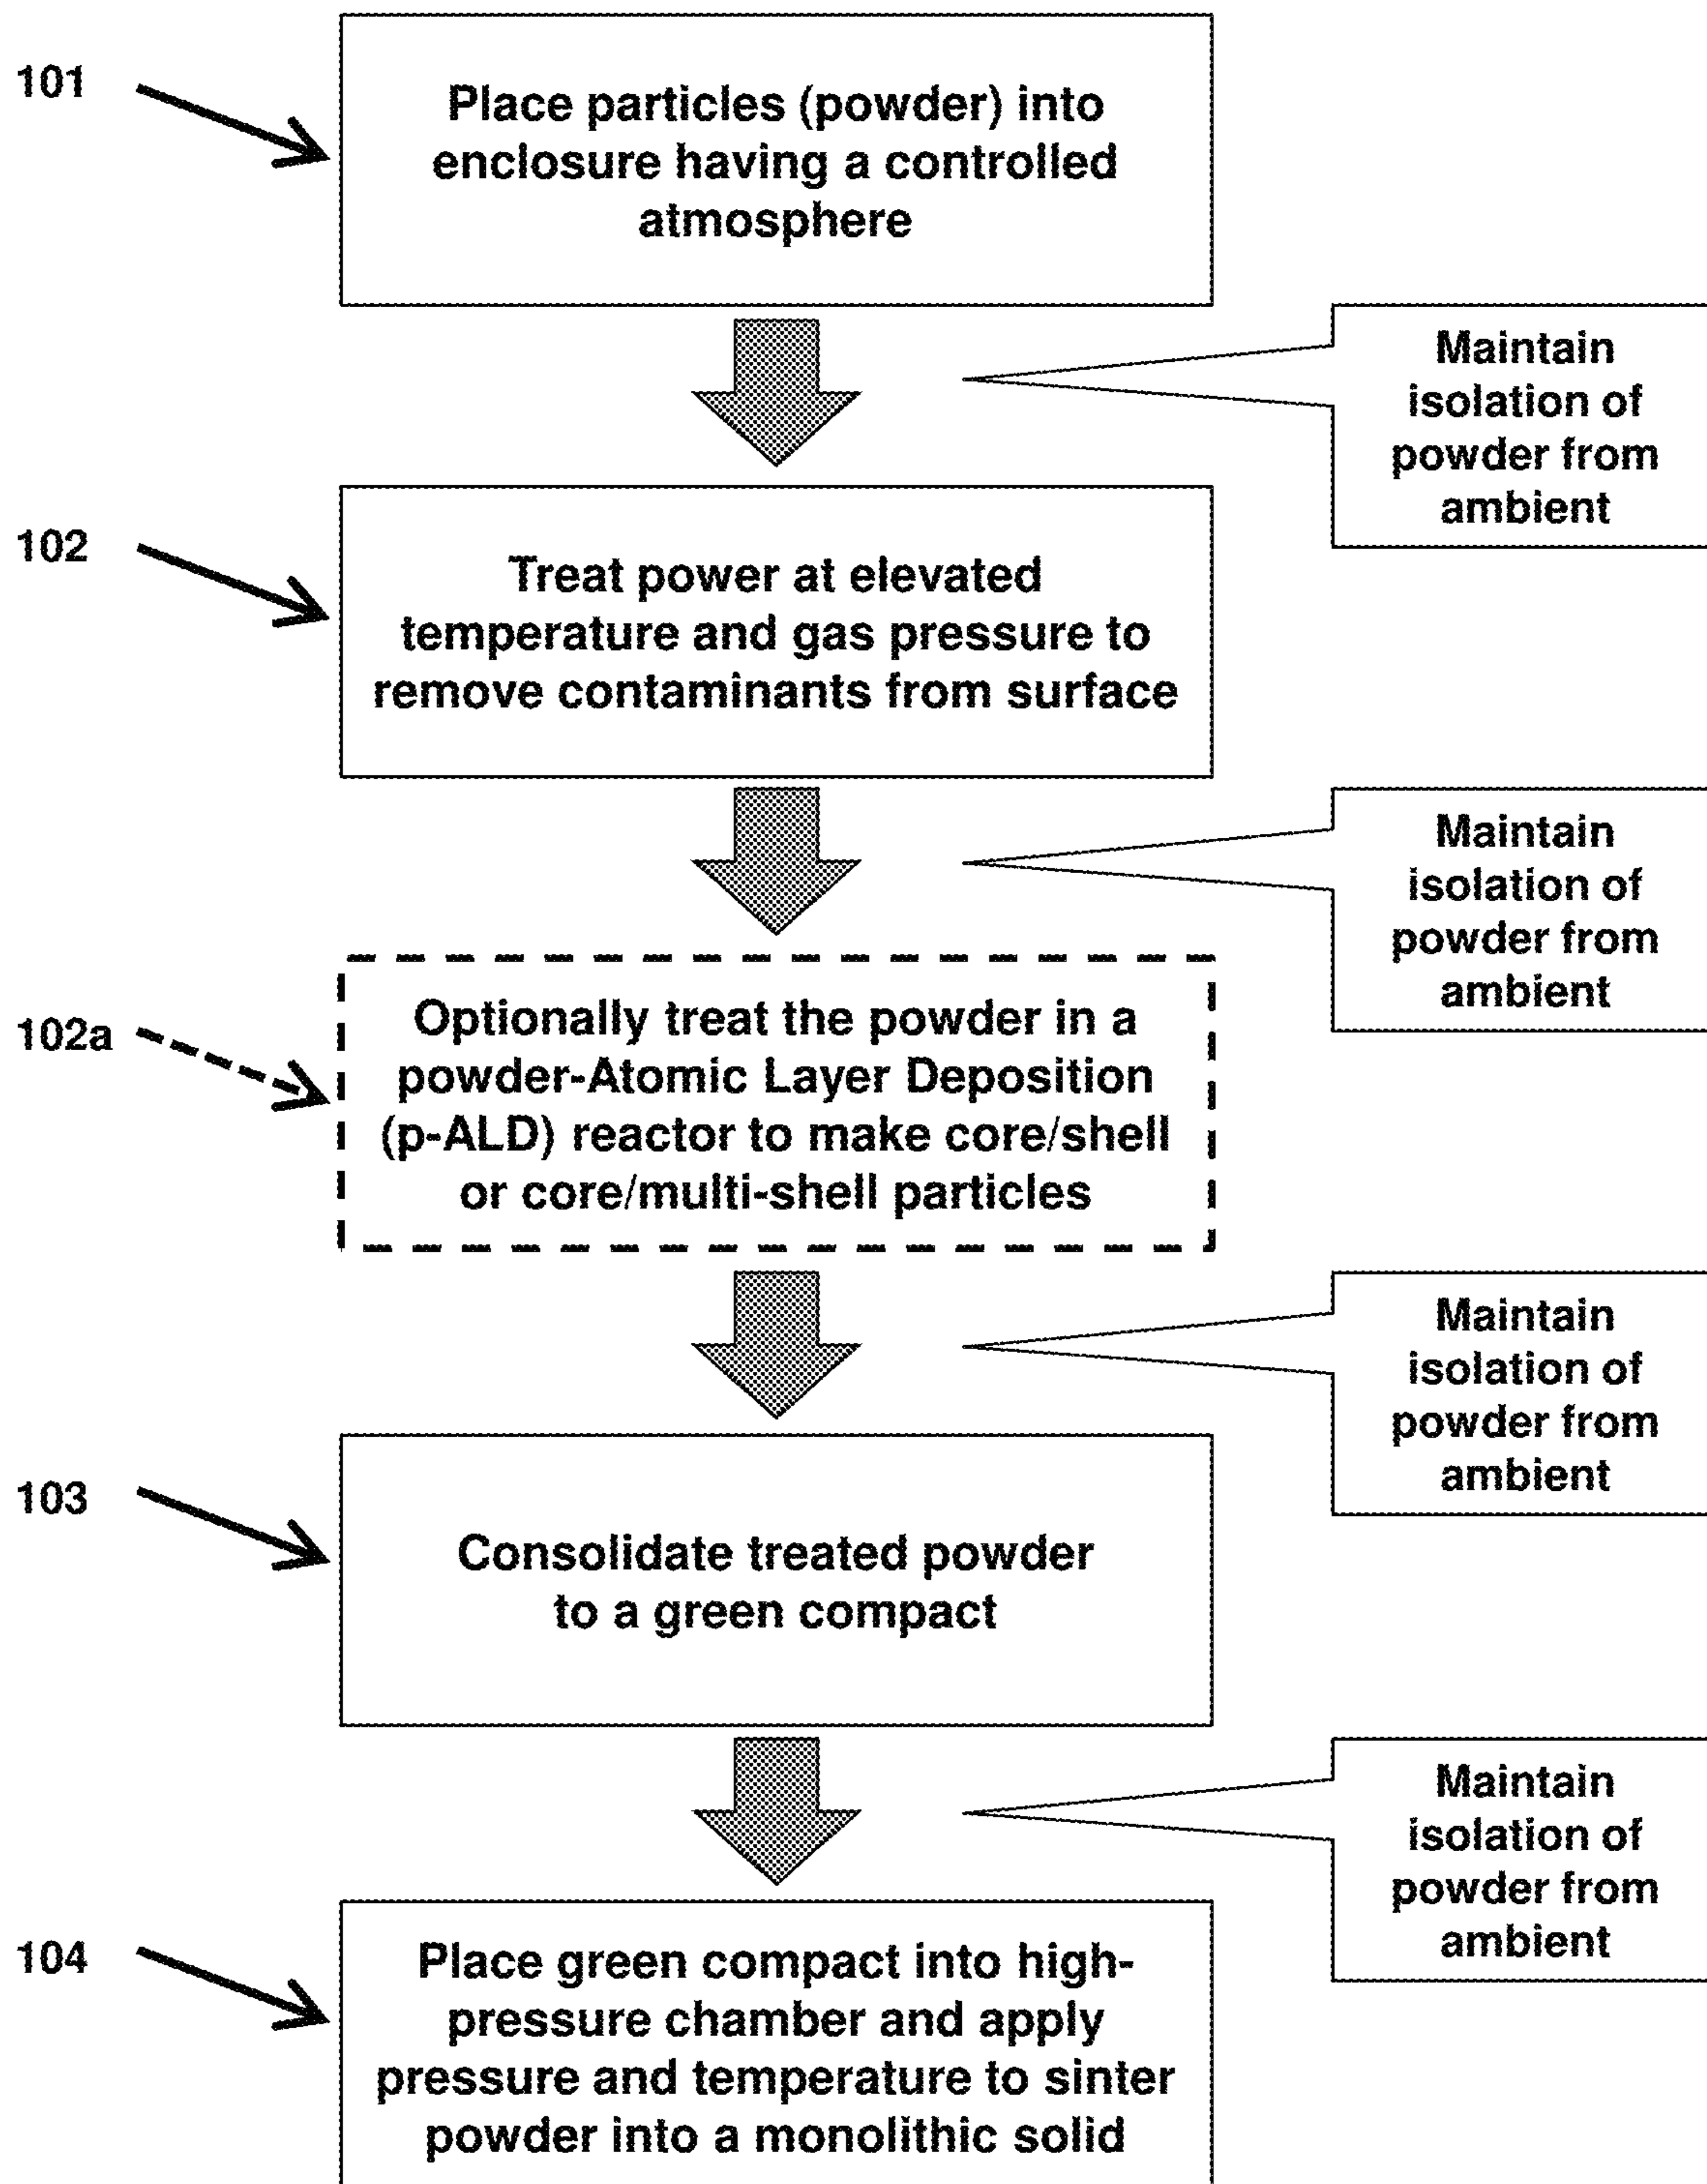 101
Place particles (powder) into
enclosure having a controlled
atmosphere
Maintain
isolation of
powder from
ambient
102
Treat power at elevated
temperature and gas pressure to
remove contaminants from surface
Maintain
isolation of
powder from
ambient
102a
Optionally treat the powder in a
powder-Atomic Layer Deposition
(p-ALD) reactor to make core/shell
or core/multi-shell particles
Maintain
isolation of
powder from
ambient
103
Consolidate treated powder
to a green compact
Maintain
isolation of
powder from
ambient
104
Place green compact into high-
pressure chamber and apply
pressure and temperature to sinter
powder into a monolithic solid